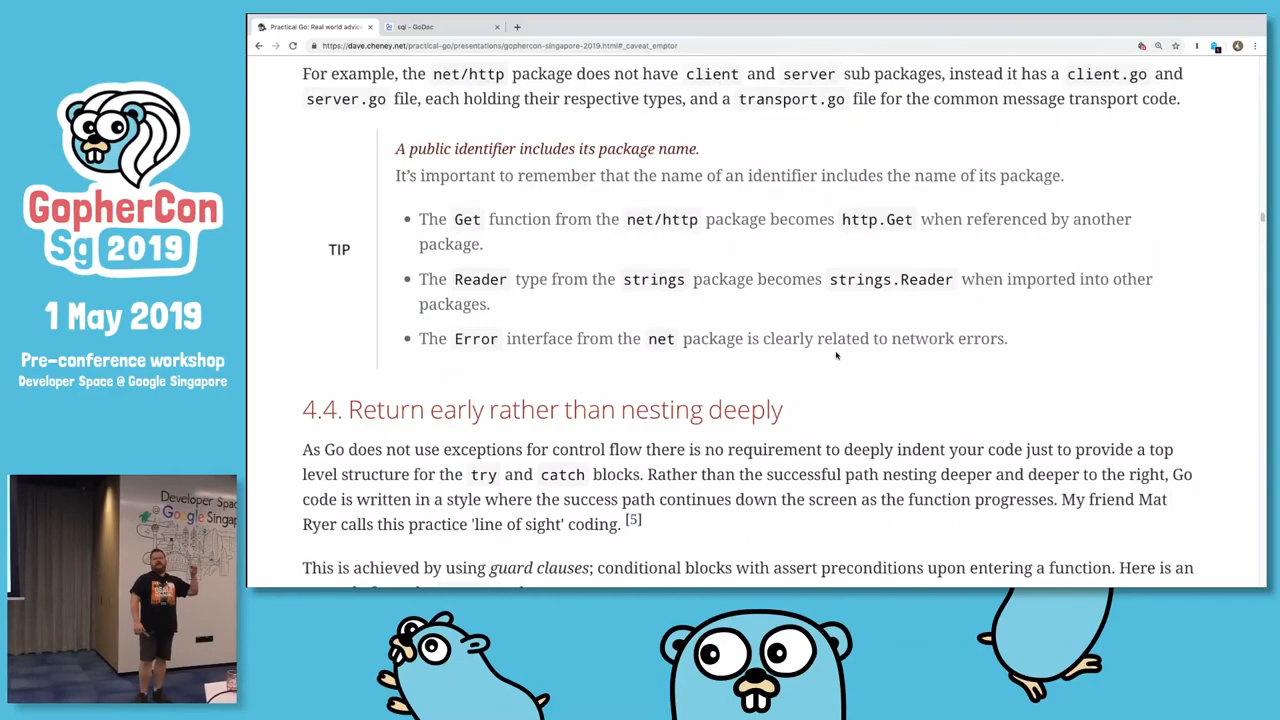 Practical Go: Real world advic
sql - GoDoc
https://dave.cheney.net/practical-go/presentations/gophercon-singapore-2019.html#_caveat_emptor
For example, the net/http package does not have client and server sub packages, instead it has a client.go and
server.go file, each holding their respective types, and a transport.go file for the common message transport code.
TIP
A public identifier includes its package name.
It’s important to remember that the name of an identifier includes the name of its package.
• The Get function from the net/http package becomes http.Get when referenced by another
package.
• The Reader type from the strings package becomes strings.Reader when imported into other
packages.
• The Error interface from the net package is clearly related to network errors.
4.4. Return early rather than nesting deeply
As Go does not use exceptions for control flow there is no requirement to deeply indent your code just to provide a top
level structure for the try and catch blocks. Rather than the successful path nesting deeper and deeper to the right, Go
code is written in a style where the success path continues down the screen as the function progresses. My friend Mat
Ryer calls this practice 'line of sight' coding. [5]
This is achieved by using guard clauses; conditional blocks with assert preconditions upon entering a function. Here is an
GopherCon
Sg 2019
1 May 2019
Pre-conference workshop
Developer Space @ Google Singapore
Developer Spac
@ Google Singap